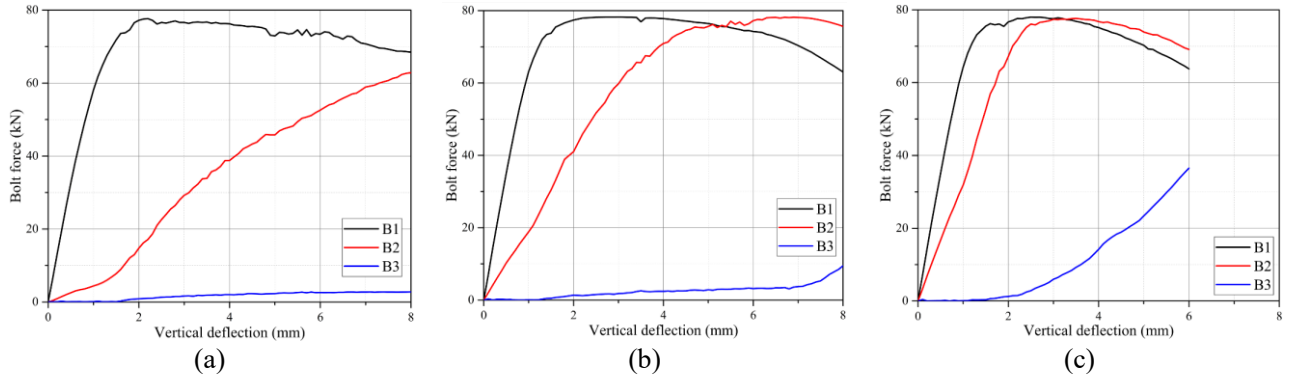 Bolt force (kN)
80
60
40
20
0
0 2 4 6 8
Vertical deflection (mm)
B1
B2
B3
(a)
Bolt force (kN)
80
60
40
20
0
0 2 4 6 8
Vertical deflection (mm)
B1
B2
B3
(b)
Bolt force (kN)
80
60
40
20
0
0 2 4 6 8
Vertical deflection (mm)
B1
B2
B3
(c)